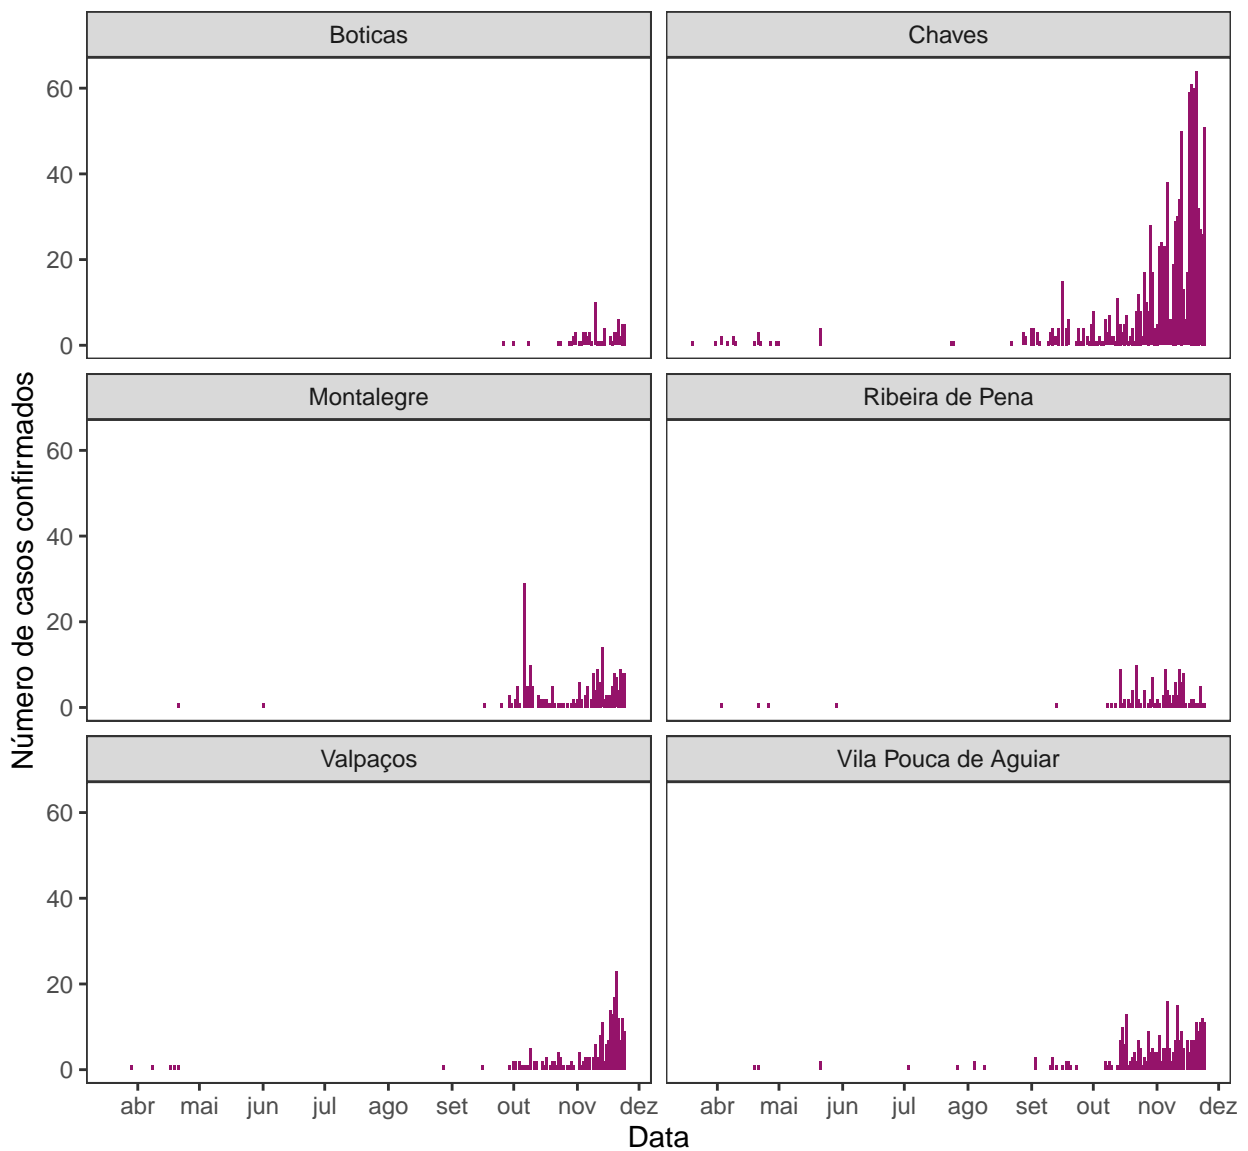 Boticas
Chaves
60
40
20
0
Montalegre
Ribeira de Pena
60
40
20
0
Valpaços
Vila Pouca de Aguiar
60
40
20
0
abr mai jun jul ago set out nov dez
abr mai jun jul ago set out nov dez
Data
Número de casos confirmados